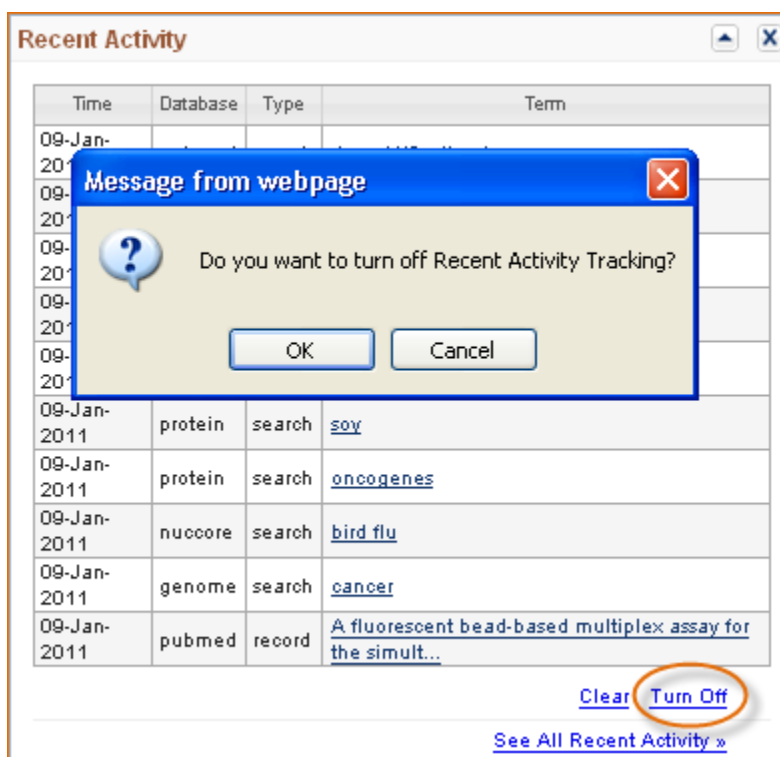 Recent Activity
Time Database Type Term
09-Jan-
Message from webpage
Do you want to turn off Recent Activity Tracking?
OK Cancel
09-Jan-
2011 protein search soy
09-Jan-
2011 protein search oncogenes
09-Jan-
2011 nuccore search bird flu
09-Jan-
2011 genome search cancer
09-Jan-
2011 pubmed record A fluorescent bead-based multiplex assay for
the simult...
Clear Turn Off
See All Recent Activity »